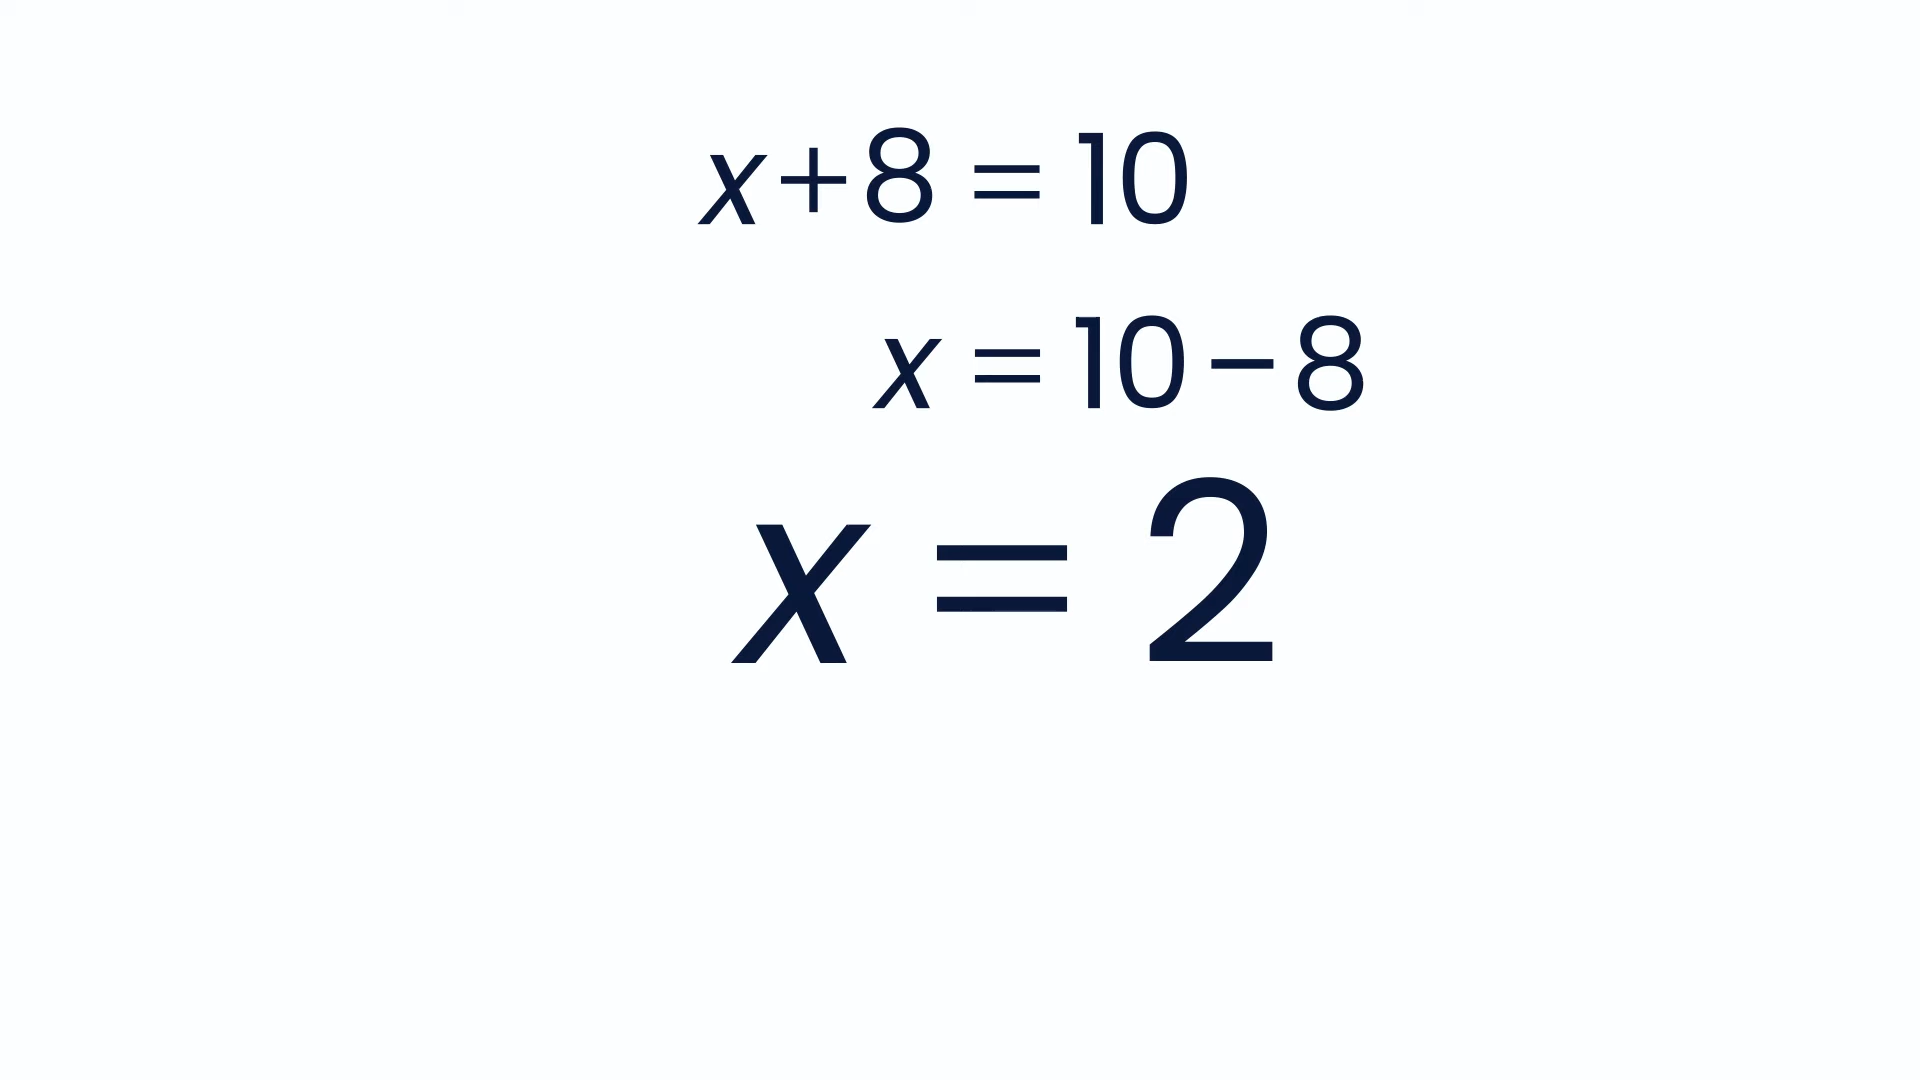 x+8 = 10
x = 10-8
x = 2